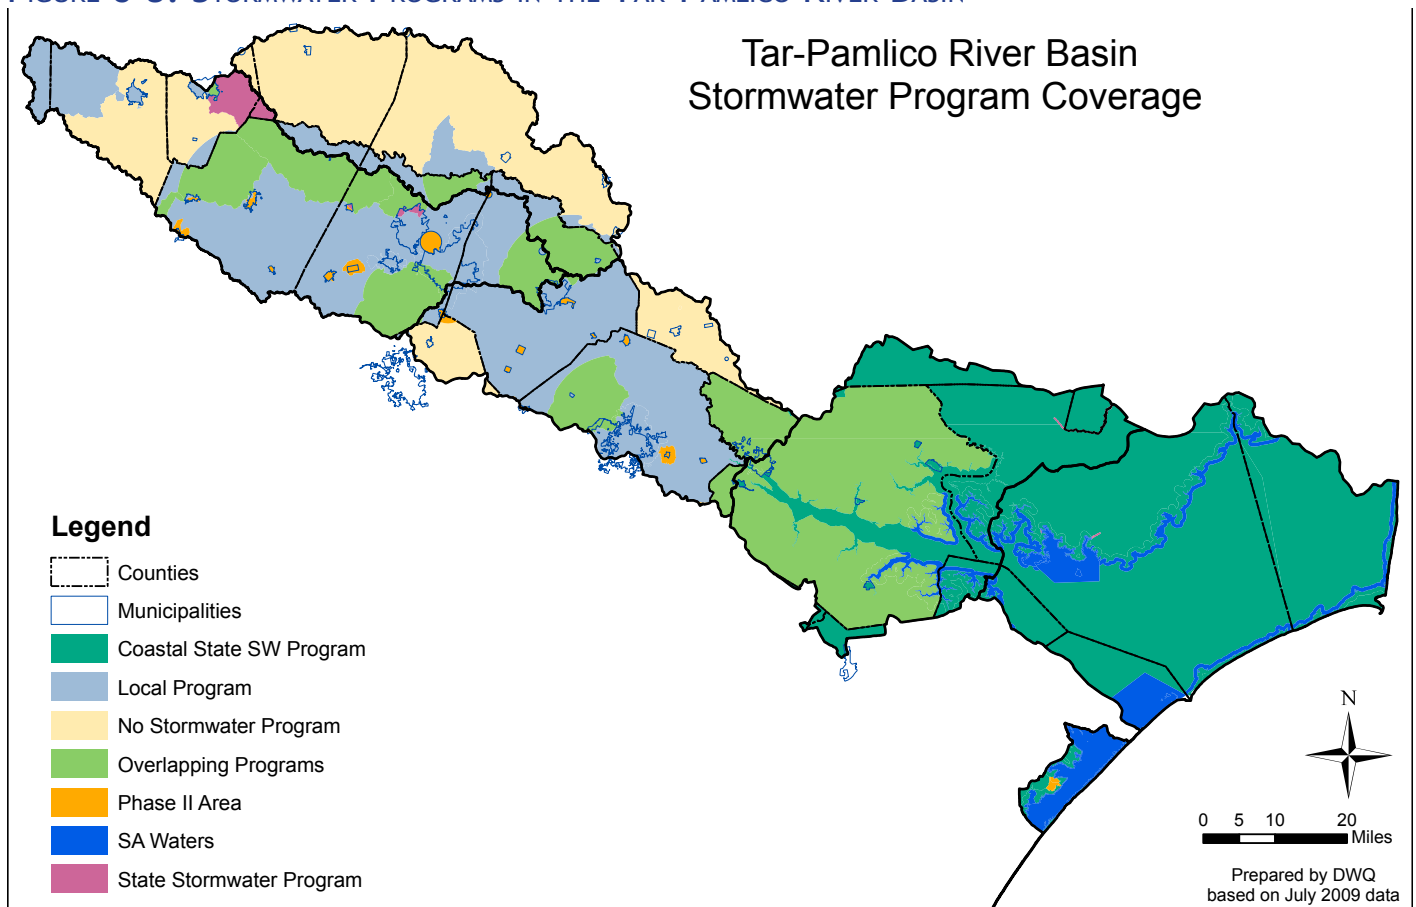 Tar-Pamlico River Basin
Stormwater Program Coverage
Legend
Counties
Municipalities
Coastal State SW Program
Local Program
No Stormwater Program
Overlapping Programs
Phase II Area
SA Waters
State Stormwater Program
N
0 5 10 20
Miles
Prepared by DWQ
based on July 2009 data